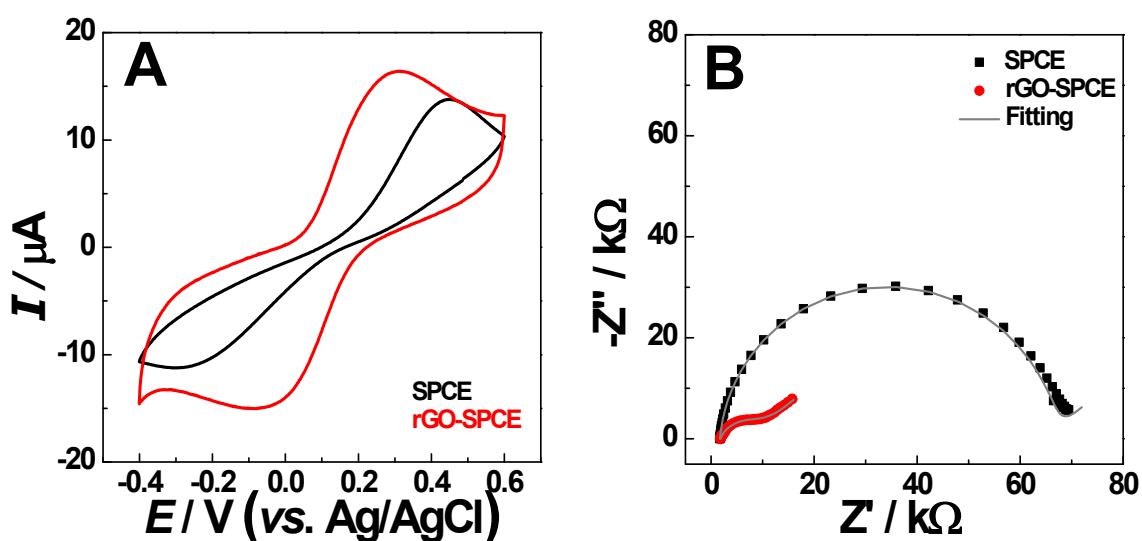 A
I / μA
20
10
0
-10
-20
-0.4 -0.2 0.0 0.2 0.4 0.6
E / V (vs. Ag/AgCl)
SPCE
rGO-SPCE
B
-Z'' / kΩ
80
60
40
20
0
0 20 40 60 80
Z' / kΩ
SPCE
rGO-SPCE
Fitting